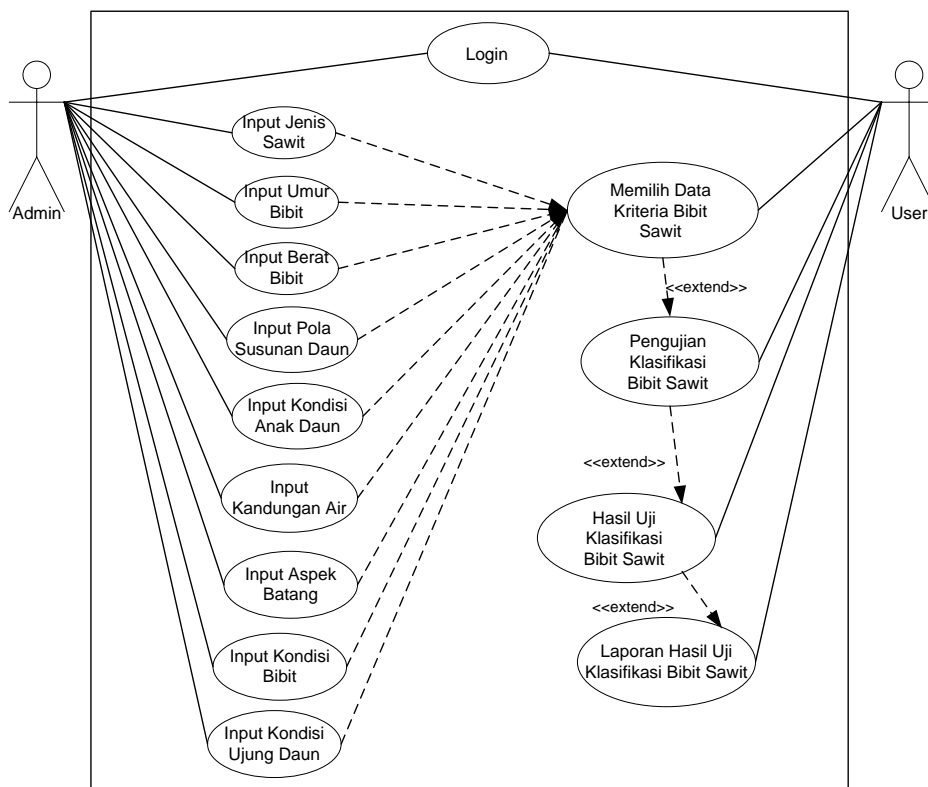 Login
Admin
User
Input Jenis
Sawit
Input Umur
Bibit
Input Berat
Bibit
Input Pola
Susunan Daun
Input Kondisi
Anak Daun
Input
Kandungan Air
Input Aspek
Batang
Input Kondisi
Bibit
Input Kondisi
Ujung Daun
Memilih Data
Kriteria Bibit
Sawit
<<extend>>
Pengujian
Klasifikasi
Bibit Sawit
<<extend>>
Hasil Uji
Klasifikasi
Bibit Sawit
<<extend>>
Laporan Hasil Uji
Klasifikasi Bibit Sawit